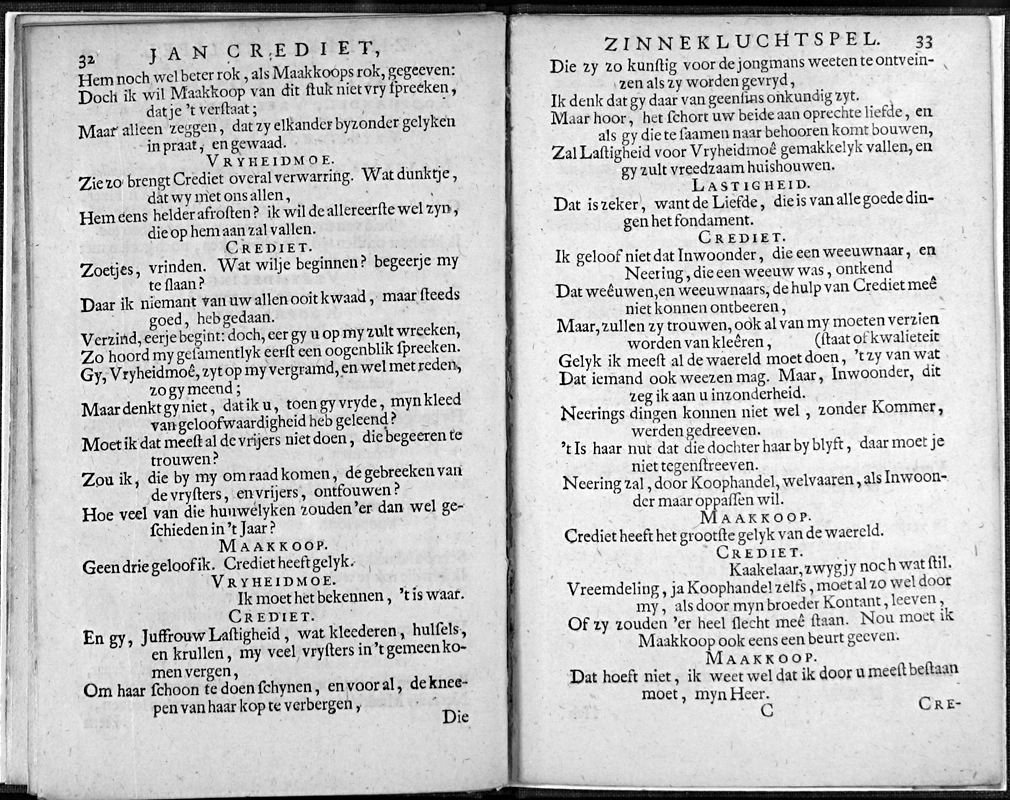 32 JAN CREDIET,
Hem noch wel beter rok, als Maakkoops rok, gegeeven:
Doch ik wil Maakkoop van dit stuk niet vry spreeken,
dat je 't verstaat;
Maar alleen zeggen, dat zy elkander byzonder gelyken
in praat, en gewaad.
VRYHEIDMOE.
Zie zo brengt Crediet overal verwarring. Wat dunktje,
dat wy met ons allen,
Hem eens helder afrosten? ik wil de allereerste wel zyn,
die op hem aan zal vallen.
CREDIET.
Zoetjes, vrinden. Wat wilje beginnen? begeerje my
te slaan?
Daar ik niemant van uw allen ooit kwaad, maar steeds
goed, heb gedaan.
Verzind, eerje begint: doch, eer gy u op my zult wreeken,
Zo hoord my gesamentlyk eerst een oogenblik spreeken.
Gy, Vryheidmoê, zyt op my vergramd, en wel met reden,
zo gy meend;
Maar denkt gy niet, dat ik u, toen gy vryde, myn kleed
van geloofwaardigheid heb geleend?
Moet ik dat meest al de vrijers niet doen, die begeeren te
trouwen?
Zou ik, die by my om raad komen, de gebreeken van
de vrysters, en vrijers, ontfouwen?
Hoe veel van die huuwelyken zouden 'er dan wel ge-
schieden in 't Jaar?
MAAKKOOP.
Geen drie geloof ik. Crediet heeft gelyk.
VRYHEIDMOE.
Ik moet het bekennen, 't is waar.
CREDIET.
En gy, Juffrouw Lastigheid, wat kleederen, hulsels,
en krullen, my veel vrysters in 't gemeen ko-
men vergen,
Om haar schoon te doen schynen, en voor al, de knee-
pen van haar kop te verbergen,
Die
ZINNEKLUCHTSPEL. 33
Die zy zo kunstig voor de jongmans weeten te ontvein-
zen als zy worden gevryd,
Ik denk dat gy daar van geensins onkundig zyt.
Maar hoor, het schort uw beide aan oprechte liefde, en
als gy die te saamen naar behooren komt bouwen,
Zal Lastigheid voor Vryheidmoê gemakkelyk vallen, en
gy zult vreedzaam huishouwen.
LASTIGHEID.
Dat is zeker, want de Liefde, die is van alle goede din-
gen het fondament.
CREDIET.
Ik geloof niet dat Inwoonder, die een weeuwnaar, en
Neering, die een weeuw was, ontkend
Dat weêuwen, en weeuwnaars, de hulp van Crediet meê
niet konnen ontbeeren,
Maar, zullen zy trouwen, ook al van my moeten verzien
worden van kleêren, (staat of kwalieteit
Gelyk ik meest al de waereld moet doen, 't zy van wat
Dat iemand ook weezen mag. Maar, Inwoonder, dit
zeg ik aan u inzonderheid.
Neerings dingen konnen niet wel, zonder Kommer,
werden gedreeven.
't Is haar nut dat die dochter haar by blyft, daar moet je
niet tegenstreeven.
Neering zal, door Koophandel, welvaaren, als Inwoon-
der maar oppassen wil.
MAAKKOOP.
Crediet heeft het grootste gelyk van de waereld.
CREDIET.
Kaakelaar, zwyg jy noch wat stil.
Vreemdeling, ja Koophandel zelfs, moet al zo wel door
my, als door myn broeder Kontant, leeven,
Of zy zouden 'er heel slecht meê staan. Nou moet ik
Maakkoop ook eens een beurt geeven.
MAAKKOOP.
Dat hoeft niet, ik weet wel dat ik door u meest bestaan
moet, myn Heer.
C CRE-